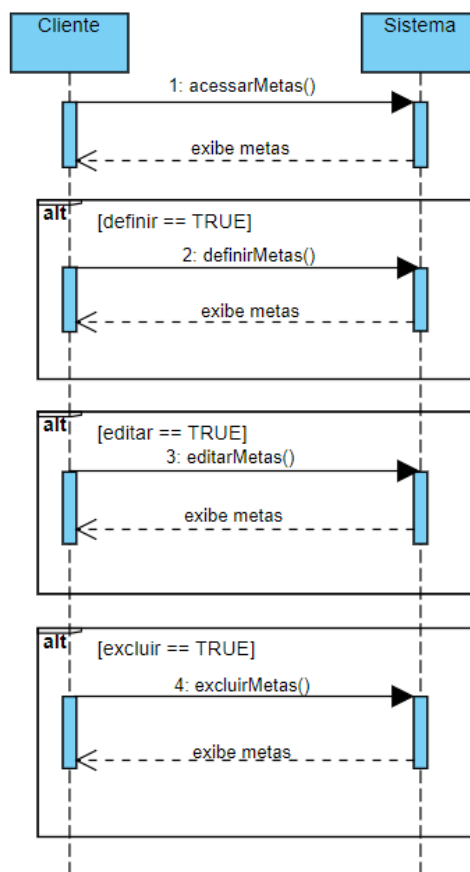 Cliente
Sistema
1: acessarMetas()
exibe metas
alt
[definir == TRUE]
2: definirMetas()
exibe metas
alt
[editar == TRUE]
3: editarMetas()
exibe metas
alt
[excluir == TRUE]
4: excluirMetas()
exibe metas